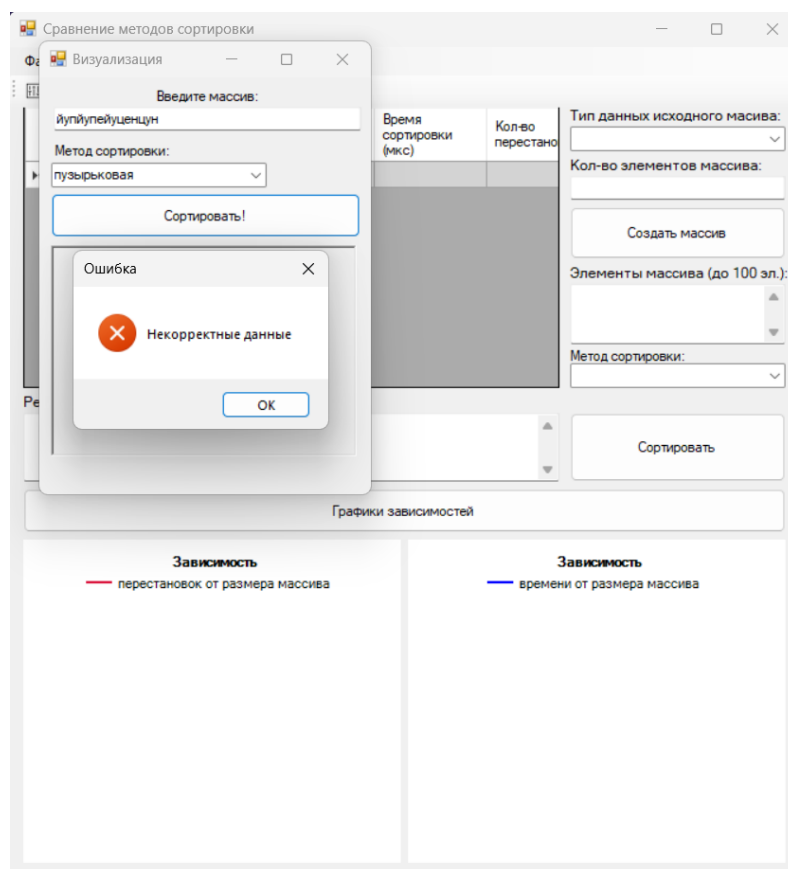 Сравнение методов сортировки
Визуализация
Введите массив:
йупйупейуценцун
Метод сортировки:
пузырьковая
Сортировать!
Ошибка
Некорректные данные
OK
Время
сортировки
(мкс)
Кол-во
перестано
Тип данных исходного масива:
Кол-во элементов массива:
Создать массив
Элементы массива (до 100 эл.):
Метод сортировки:
Сортировать
Графики зависимостей
Зависимость
перестановок от размера массива
Зависимость
времени от размера массива